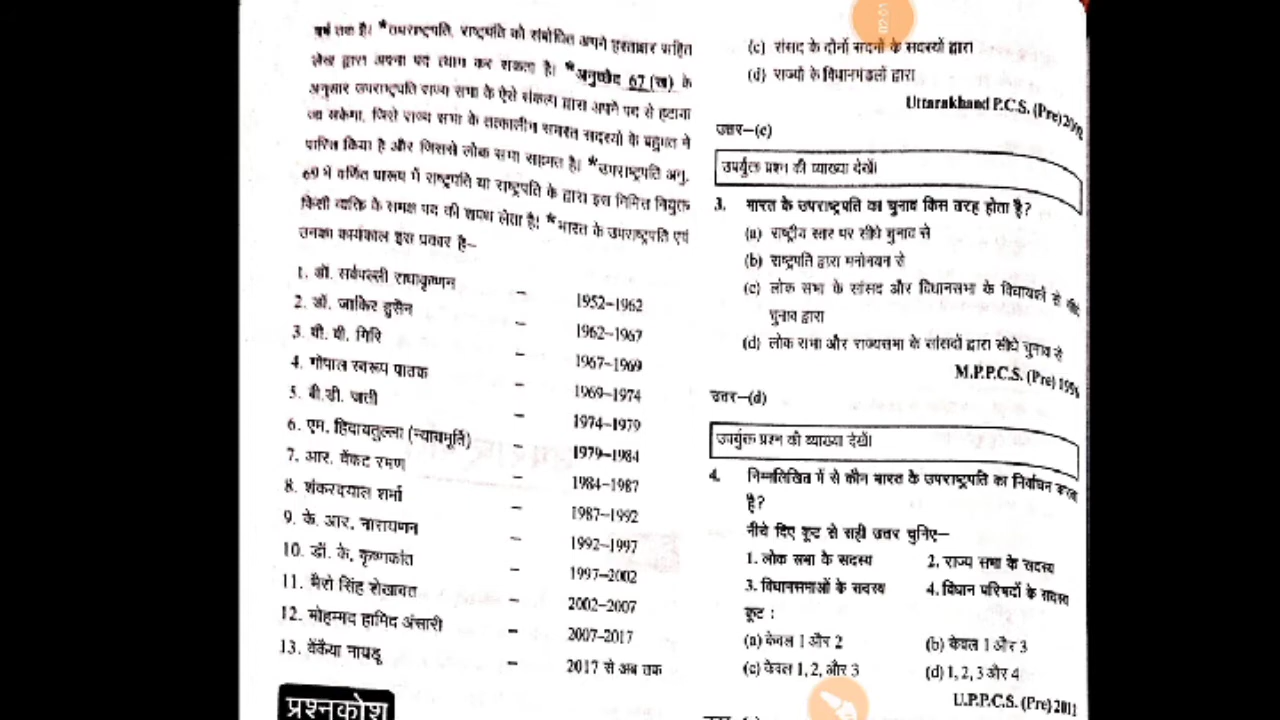 वर्ष तक है। *उपराष्ट्रपति, राष्ट्रपति को संबोधित अपने हस्ताक्षर सहित
लेख द्वारा अपना पद त्याग कर सकता है। *अनुच्छेद 67 (ख) के
अनुसार उपराष्ट्रपति राज्य सभा के ऐसे संकल्प द्वारा अपने पद से हटाया
जा सकेगा, जिसे राज्य सभा के तत्कालीन समस्त सदस्यों के बहुमत ने
पारित किया है और जिससे लोक सभा सहमत है। *उपराष्ट्रपति अनु.
69 में वर्णित प्रारूप में राष्ट्रपति या राष्ट्रपति के द्वारा इस निमित्त नियुक्त
किसी व्यक्ति के समक्ष पद की शपथ लेता है। *भारत के उपराष्ट्रपति एवं
उनका कार्यकाल इस प्रकार है–
1. डॉ. सर्वपल्ली राधाकृष्णन – 1952–1962
2. डॉ. जाकिर हुसैन – 1962–1967
3. वी. वी. गिरि – 1967–1969
4. गोपाल स्वरूप पाठक – 1969–1974
5. बी.डी. जत्ती – 1974–1979
6. एम. हिदायतुल्ला (न्यायमूर्ति) – 1979–1984
7. आर. वेंकट रमण – 1984–1987
8. शंकरदयाल शर्मा – 1987–1992
9. के. आर. नारायणन – 1992–1997
10. डॉ. के. कृष्णकांत – 1997–2002
11. भैरो सिंह शेखावत – 2002–2007
12. मोहम्मद हामिद अंसारी – 2007–2017
13. वेंकैया नायडू – 2017 से अब तक
प्रश्नकोश
02:01
(c) संसद के दोनों सदनों के सदस्यों द्वारा
(d) राज्यों के विधानमंडलों द्वारा
Uttarakhand P.C.S. (Pre)
उत्तर–(c)
उपर्युक्त प्रश्न की व्याख्या देखें।
3. भारत के उपराष्ट्रपति का चुनाव किस तरह होता है?
(a) राष्ट्रीय स्तर पर सीधे चुनाव से
(b) राष्ट्रपति द्वारा मनोनयन से
(c) लोक सभा के सांसद और विधानसभा के विधायकों से सीधे
चुनाव द्वारा
(d) लोक सभा और राज्यसभा के सांसदों द्वारा सीधे चुनाव से
M.P.P.C.S. (Pre)
उत्तर–(d)
उपर्युक्त प्रश्न की व्याख्या देखें।
4. निम्नलिखित में से कौन भारत के उपराष्ट्रपति का निर्वाचन करता
है?
नीचे दिए कूट से सही उत्तर चुनिए–
1. लोक सभा के सदस्य 2. राज्य सभा के सदस्य
3. विधानसभाओं के सदस्य 4. विधान परिषदों के सदस्य
कूट :
(a) केवल 1 और 2 (b) केवल 1 और 3
(c) केवल 1, 2, और 3 (d) 1, 2, 3 और 4
U.P.P.C.S. (Pre) 2011